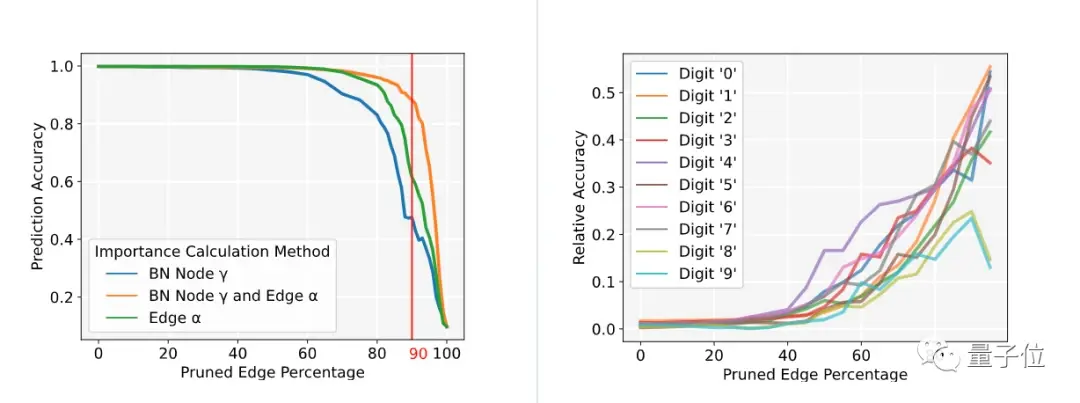 1.0
0.8
0.6
0.4
0.2
Prediction Accuracy
Importance Calculation Method
BN Node γ
BN Node γ and Edge α
Edge α
0 20 40 60 80 90 100
Pruned Edge Percentage
0.5
0.4
0.3
0.2
0.1
0.0
Relative Accuracy
Digit '0'
Digit '1'
Digit '2'
Digit '3'
Digit '4'
Digit '5'
Digit '6'
Digit '7'
Digit '8'
Digit '9'
0 20 40 60
Pruned Edge Percentage
量子位